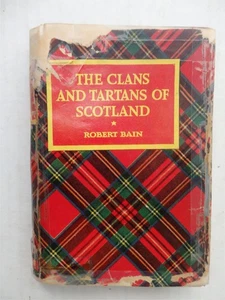 THE CLANS
AND TARTANS OF
SCOTLAND
*
ROBERT BAIN